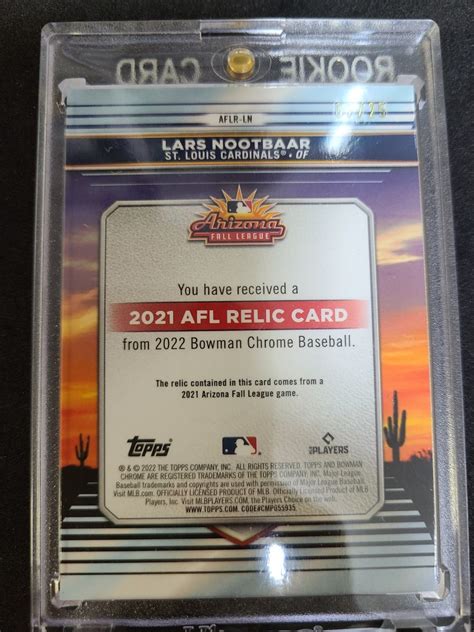 ROOKIE CARD
AFLR-LN
/25
LARS NOOTBAAR
ST. LOUIS CARDINALS® • OF
Arizona
FALL LEAGUE
You have received a
2021 AFL RELIC CARD
from 2022 Bowman Chrome Baseball.
The relic contained in this card comes from a
2021 Arizona Fall League game.
Topps
PLAYERS
® & © 2022 THE TOPPS COMPANY, INC. ALL RIGHTS RESERVED. TOPPS AND BOWMAN
CHROME ARE REGISTERED TRADEMARKS OF THE TOPPS COMPANY, INC. Major League
Baseball trademarks and copyrights are used with permission of Major League Baseball.
Visit MLB.com. OFFICIALLY LICENSED PRODUCT OF MLB Officially Licensed Product of MLB
Players, Inc. Visit MLBPLAYERS.com, the Players Choice on the web.
WWW.TOPPS.COM. CODE#CMP055935